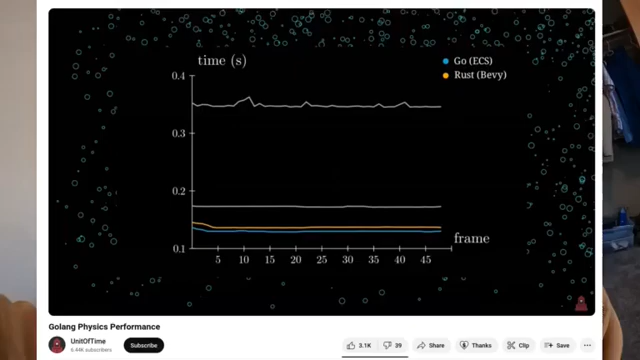 time (s)
Go (ECS)
Rust (Bevy)
0.4
0.3
0.2
0.1
frame
5 10 15 20 25 30 35 40 45
Golang Physics Performance
UnitOfTime
6.44K subscribers
Subscribe
3.1K
39
Share
Thanks
Clip
Save